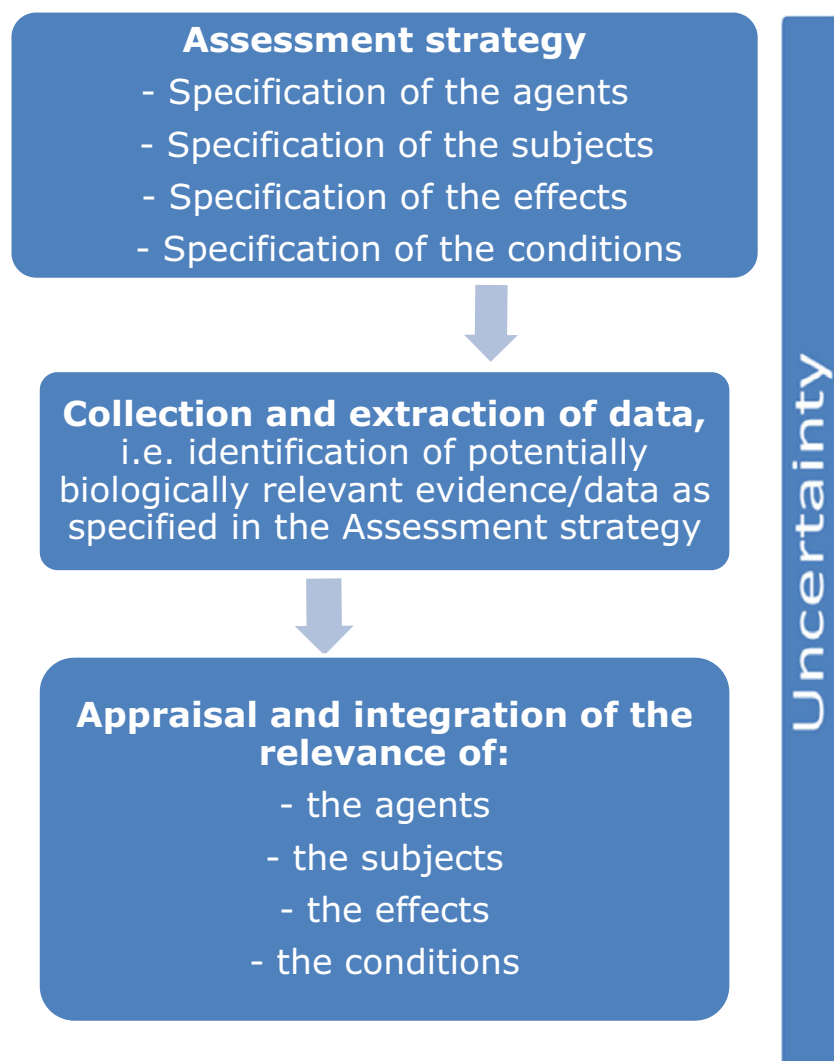 Assessment strategy
- Specification of the agents
- Specification of the subjects
- Specification of the effects
- Specification of the conditions
Collection and extraction of data,
i.e. identification of potentially
biologically relevant evidence/data as
specified in the Assessment strategy
Appraisal and integration of the
relevance of:
- the agents
- the subjects
- the effects
- the conditions
Uncertainty